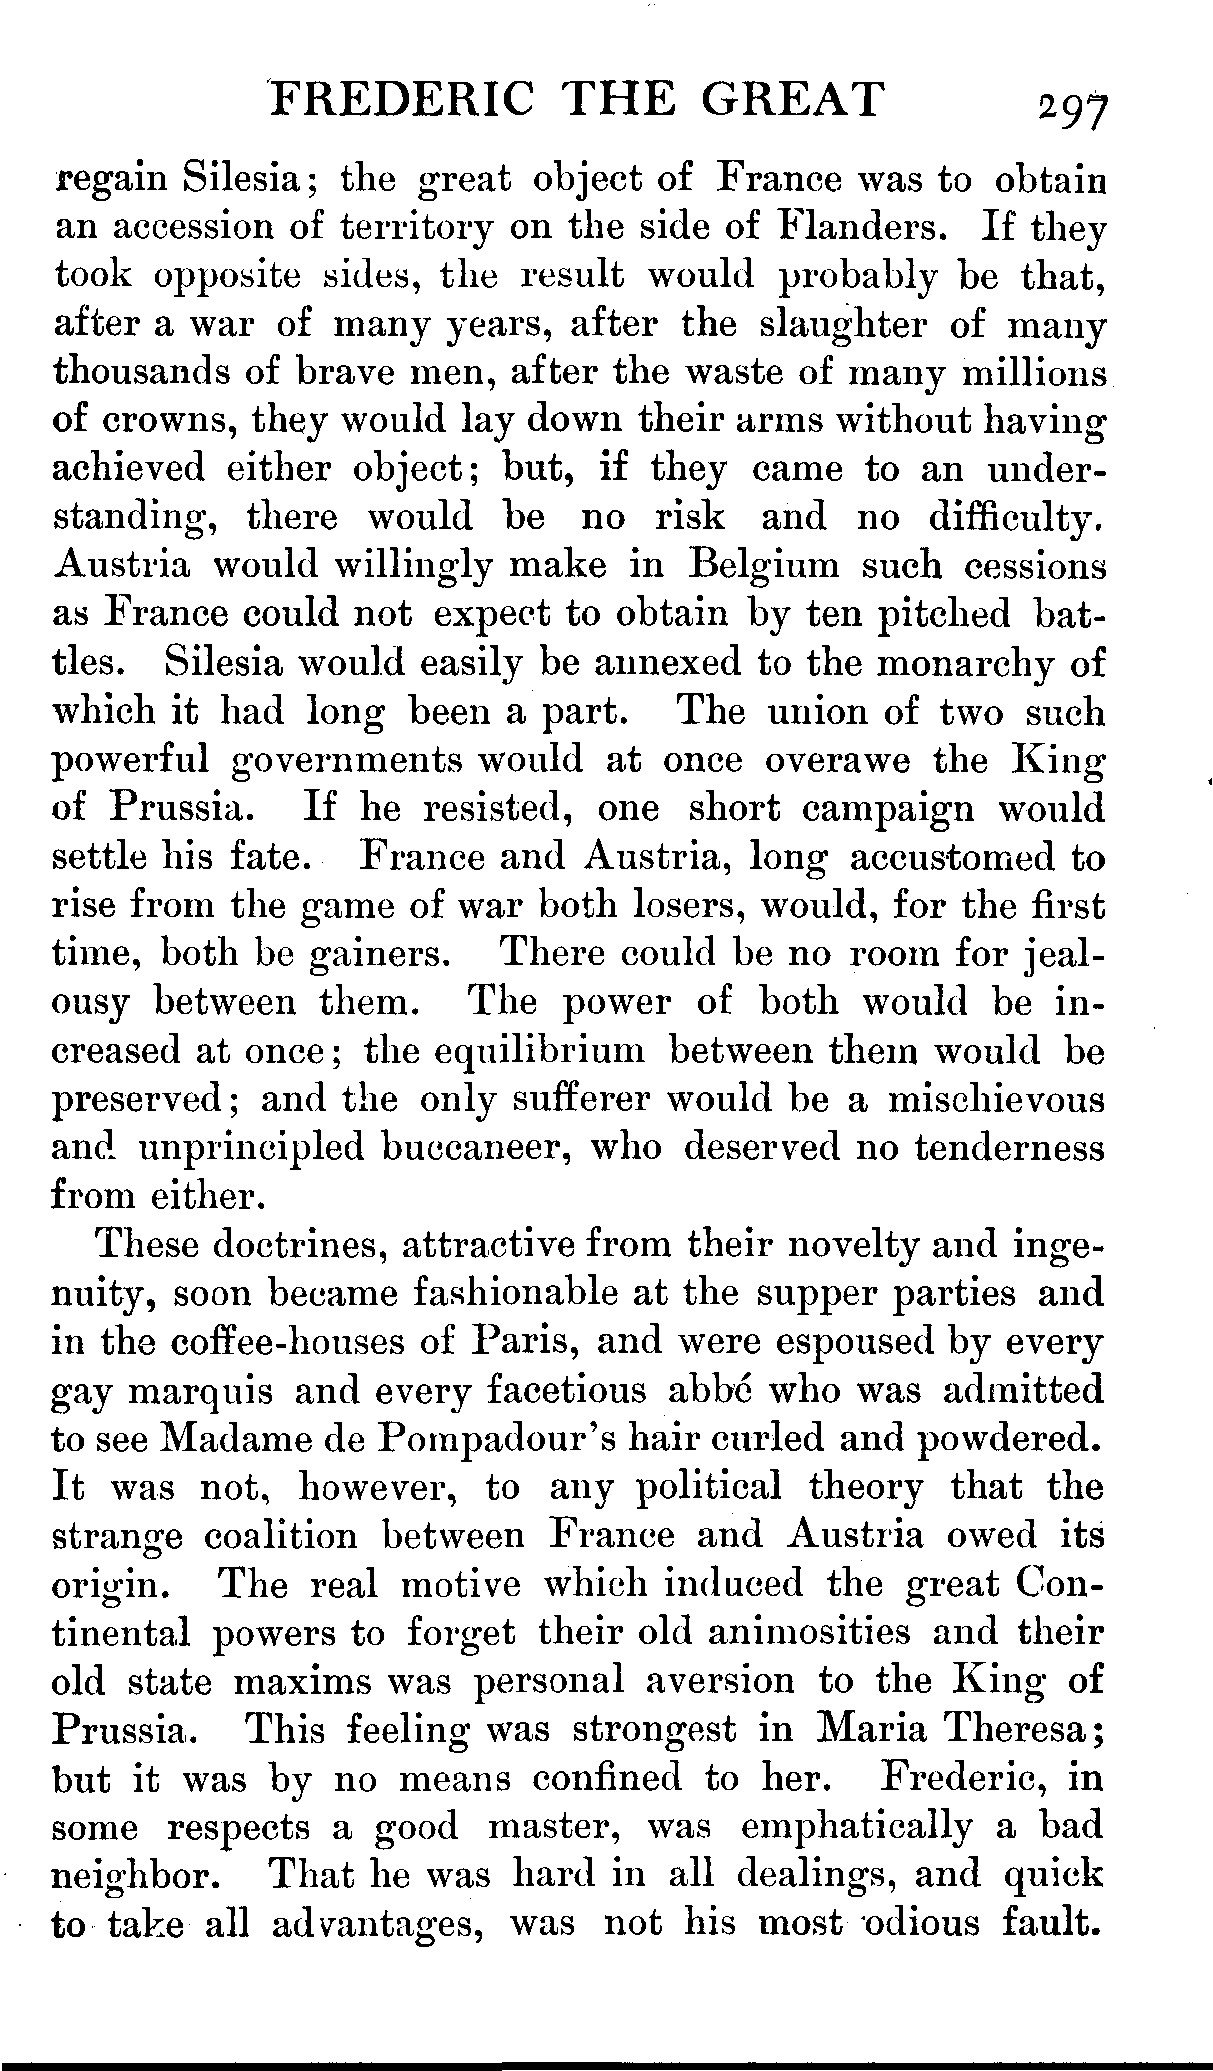 FREDERIC THE GREAT 297
regain Silesia; the great object of France was to obtain
an accession of territory on the side of Flanders. If they
took opposite sides, the result would probably be that,
after a war of many years, after the slaughter of many
thousands of brave men, after the waste of many millions
of crowns, they would lay down their arms without having
achieved either object; but, if they came to an under-
standing, there would be no risk and no difficulty.
Austria would willingly make in Belgium such cessions
as France could not expect to obtain by ten pitched bat-
tles. Silesia would easily be annexed to the monarchy of
which it had long been a part. The union of two such
powerful governments would at once overawe the King
of Prussia. If he resisted, one short campaign would
settle his fate. France and Austria, long accustomed to
rise from the game of war both losers, would, for the first
time, both be gainers. There could be no room for jeal-
ousy between them. The power of both would be in-
creased at once; the equilibrium between them would be
preserved; and the only sufferer would be a mischievous
and unprincipled buccaneer, who deserved no tenderness
from either.
These doctrines, attractive from their novelty and inge-
nuity, soon became fashionable at the supper parties and
in the coffee-houses of Paris, and were espoused by every
gay marquis and every facetious abbé who was admitted
to see Madame de Pompadour's hair curled and powdered.
It was not, however, to any political theory that the
strange coalition between France and Austria owed its
origin. The real motive which induced the great Con-
tinental powers to forget their old animosities and their
old state maxims was personal aversion to the King of
Prussia. This feeling was strongest in Maria Theresa;
but it was by no means confined to her. Frederic, in
some respects a good master, was emphatically a bad
neighbor. That he was hard in all dealings, and quick
to take all advantages, was not his most odious fault.